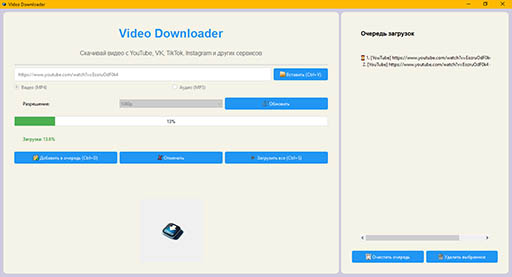 Video Downloader
Video Downloader
Скачивай видео с YouTube, VK, TikTok, Instagram и других сервисов
https://www.youtube.com/watch?v=
Вставить (Ctrl+V)
Видео (MP4)
Аудио (MP3)
Разрешение:
1080p
Обновить
13%
Загрузка: 13.6%
Добавить в очередь (Ctrl+D)
Отменить
Загрузить все (Ctrl+S)
Очередь загрузок
1. [YouTube] https://www.youtube.com/watch?v=
2. [YouTube] https://www.youtube.com/watch?v=
Очистить очередь
Удалить выбранное